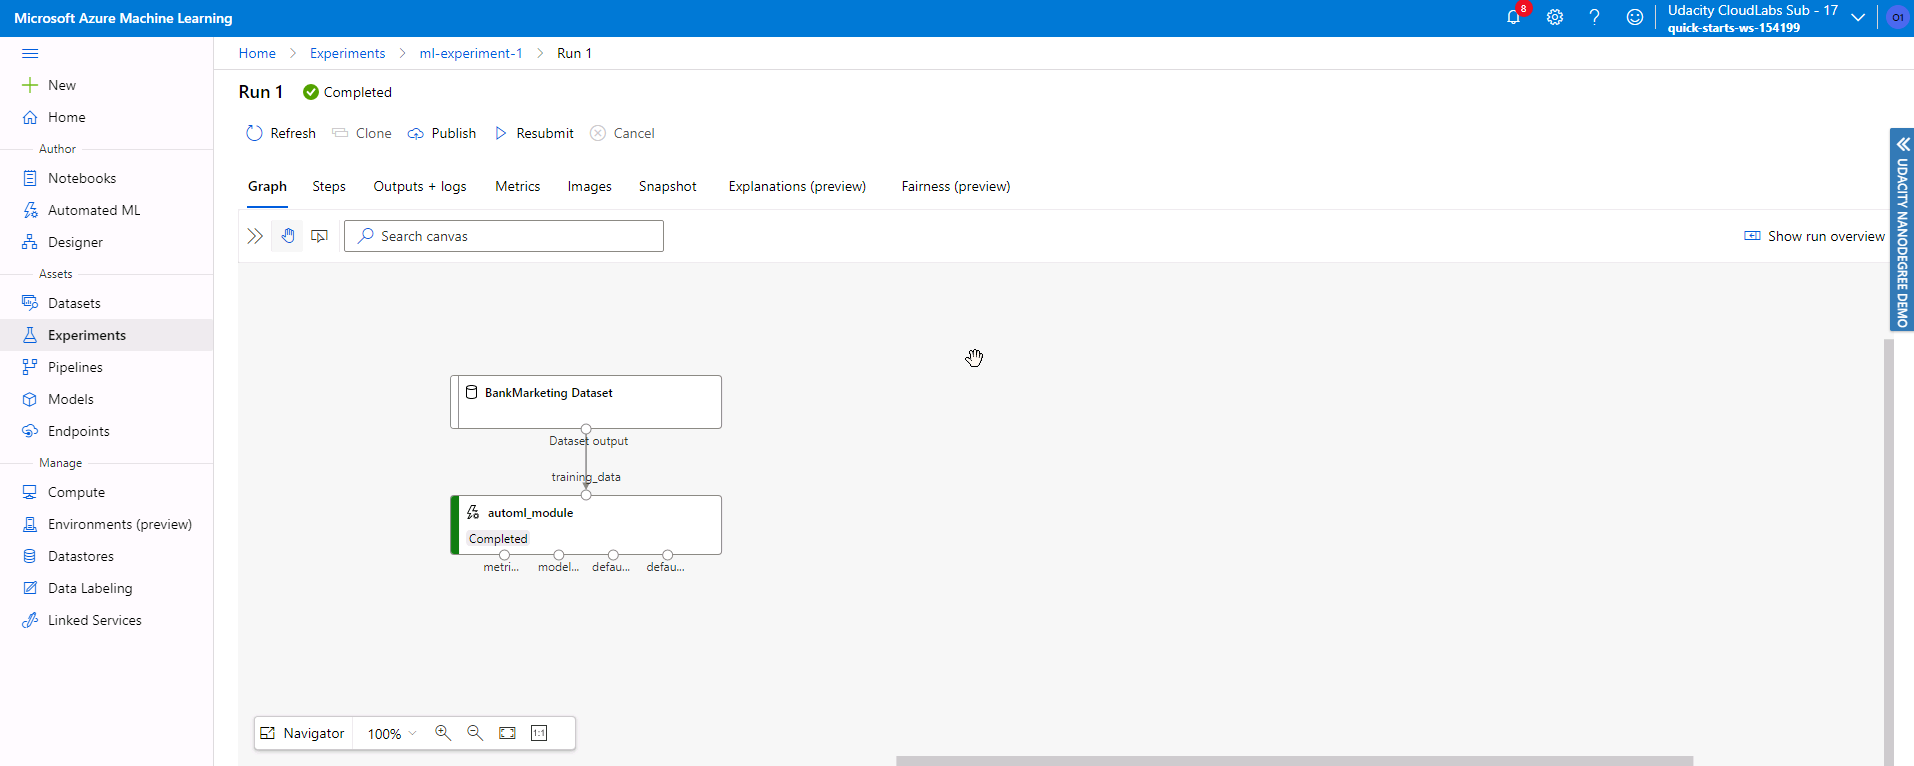 Microsoft Azure Machine Learning
8
Udacity CloudLabs Sub - 17
quick-starts-ws-154199
O1
New
Home
Author
Notebooks
Automated ML
Designer
Assets
Datasets
Experiments
Pipelines
Models
Endpoints
Manage
Compute
Environments (preview)
Datastores
Data Labeling
Linked Services
Home > Experiments > ml-experiment-1 > Run 1
Run 1 Completed
Refresh Clone Publish Resubmit Cancel
Graph Steps Outputs + logs Metrics Images Snapshot Explanations (preview) Fairness (preview)
Search canvas
Show run overview
UDACITY NANODEGREE DEMO
BankMarketing Dataset
Dataset output
training_data
automl_module
Completed
metri... model... defau... defau...
Navigator 100% 1:1